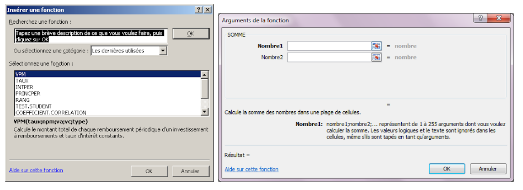 Insérer une fonction
Recherchez une fonction :
Tapez une brève description de ce que vous voulez faire, puis
cliquez sur OK
OK
Ou sélectionnez une catégorie : Les dernières utilisées
Sélectionnez une fonction :
VPM
TAUX
INTPER
PRINCPER
RANG
TEST.STUDENT
COEFFICIENT.CORRELATION
VPM(taux;npm;va;vc;type)
Calcule le montant total de chaque remboursement périodique d'un investissement
à remboursements et taux d'intérêt constants.
Aide sur cette fonction
OK
Annuler
Arguments de la fonction
SOMME
Nombre1 = nombre
Nombre2 = nombre
=
Calcule la somme des nombres dans une plage de cellules.
Nombre1: nombre1;nombre2;... représentent de 1 à 255 arguments dont vous voulez
calculer la somme. Les valeurs logiques et le texte sont ignorés dans les
cellules, même s'ils sont tapés en tant qu'arguments.
Résultat =
Aide sur cette fonction
OK
Annuler